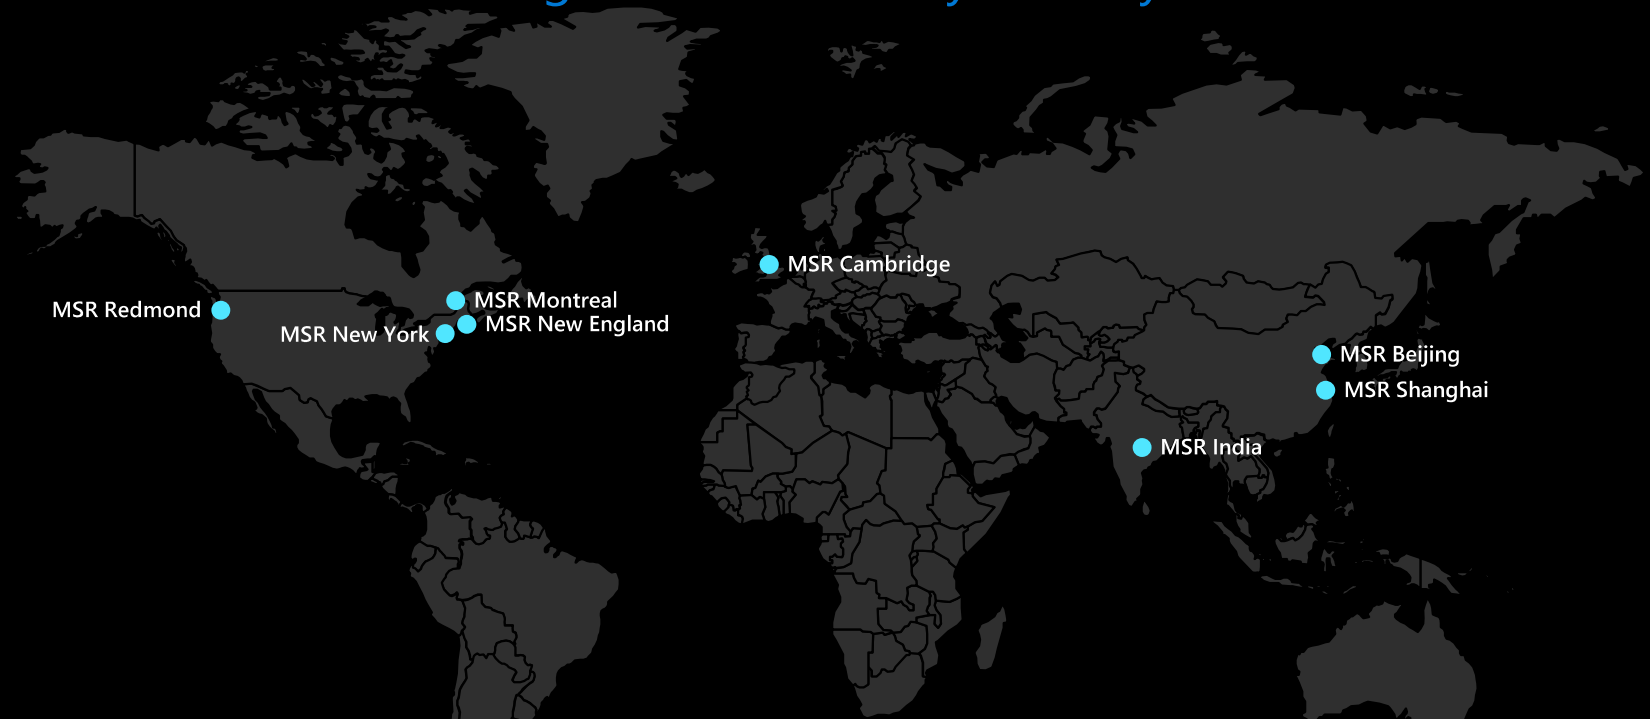 MSR Cambridge
MSR Montreal
MSR Redmond
MSR New England
MSR New York
MSR Beijing
MSR Shanghai
MSR India